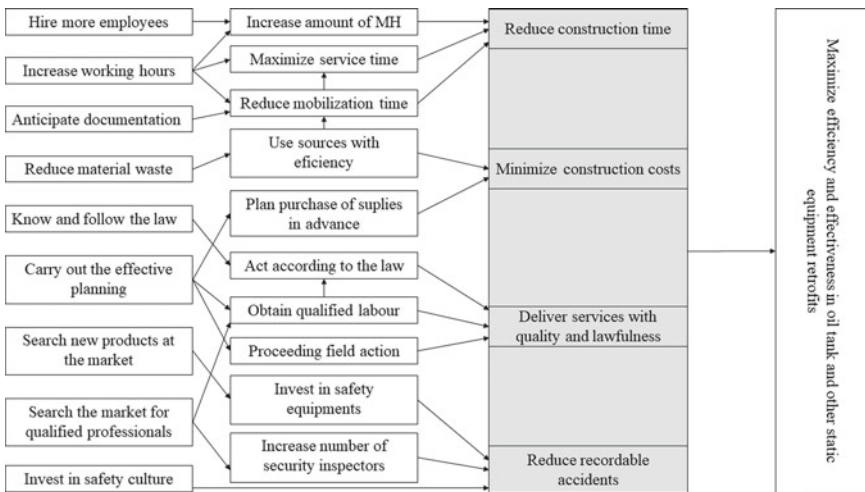 Hire more employees
Increase working hours
Anticipate documentation
Reduce material waste
Know and follow the law
Carry out the effective
planning
Search new products at
the market
Search the market for
qualified professionals
Invest in safety culture
Increase amount of MH
Maximize service time
Reduce mobilization time
Use sources with
eficiency
Plan purchase of suplies
in advance
Act according to the law
Obtain qualified labour
Proceeding field action
Invest in safety
equipments
Increase number of
security inspectors
Reduce construction time
Minimize construction costs
Deliver services with
quality and lawfulness
Reduce recordable
accidents
Maximize efficiency and effectiveness in oil tank and other static
equipment retrofits